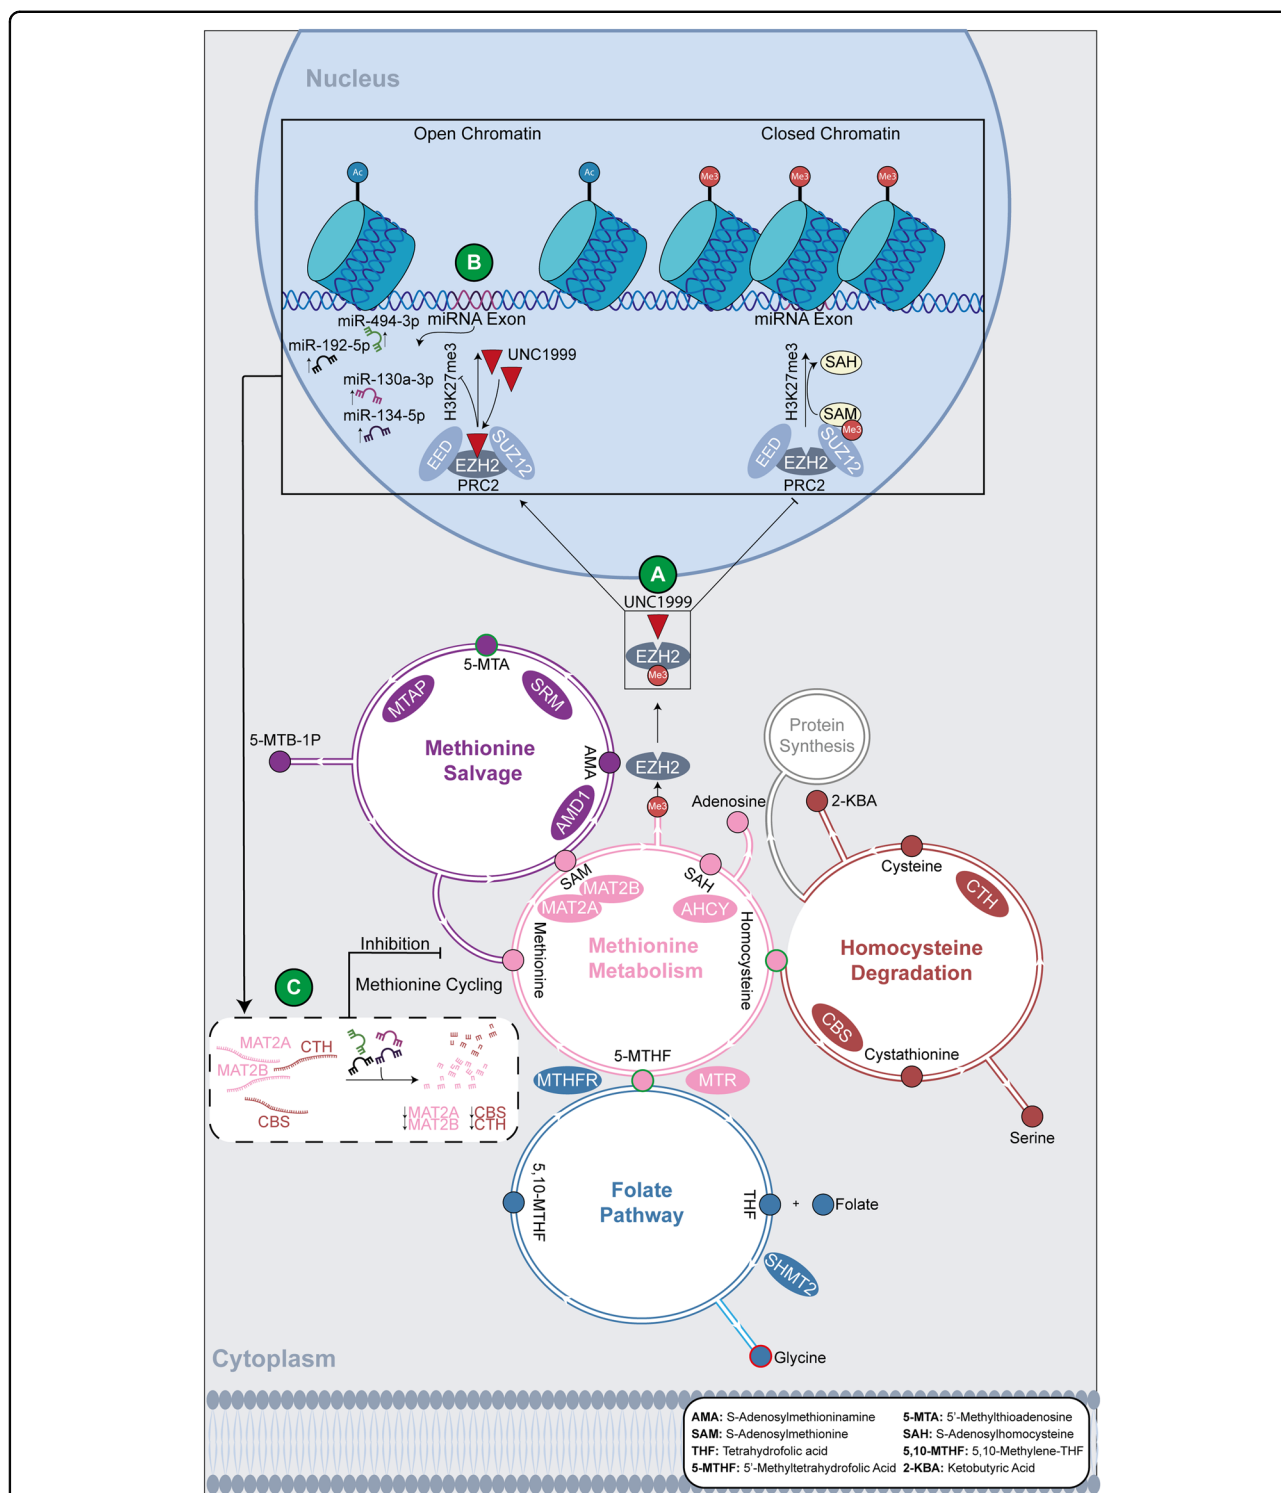 Nucleus
Open Chromatin
Closed Chromatin
Ac
Ac
Me3
Me3
Me3
B
miR-494-3p
miRNA Exon
miRNA Exon
miR-192-5p
miR-130a-3p
miR-134-5p
H3K27me3
UNC1999
EED
EZH2
SUZ12
PRC2
H3K27me3
SAH
SAM
Me3
EED
EZH2
SUZ12
PRC2
A
UNC1999
EZH2
Me3
5-MTA
MTAP
SRM
5-MTB-1P
Methionine
Salvage
AMA
AMD1
EZH2
Me3
Protein
Synthesis
Adenosine
2-KBA
SAM
MAT2B
MAT2A
SAH
AHCY
Cysteine
CTH
Methionine
Methionine
Metabolism
Homocysteine
Homocysteine
Degradation
Inhibition
Methionine Cycling
C
CBS
Cystathionine
Serine
MAT2A
CTH
MAT2B
CBS
MAT2A
MAT2B
CBS
CTH
5-MTHF
MTHFR
MTR
5,10-MTHF
Folate
Pathway
THF
+
Folate
SHMT2
Glycine
Cytoplasm
AMA: S-Adenosylmethioninamine
5-MTA: 5'-Methylthioadenosine
SAM: S-Adenosylmethionine
SAH: S-Adenosylhomocysteine
THF: Tetrahydrofolic acid
5,10-MTHF: 5,10-Methylene-THF
5-MTHF: 5'-Methyltetrahydrofolic Acid
2-KBA: Ketobutyric Acid